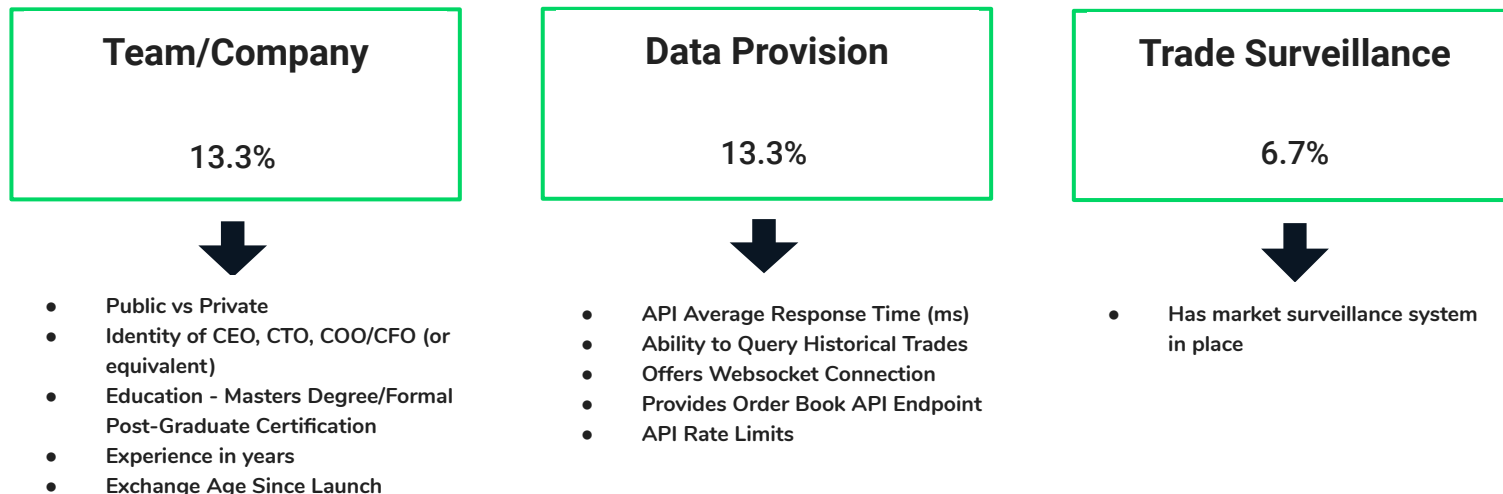 Team/Company
13.3%
● Public vs Private
● Identity of CEO, CTO, COO/CFO (or
equivalent)
● Education - Masters Degree/Formal
Post-Graduate Certification
● Experience in years
● Exchange Age Since Launch
Data Provision
13.3%
● API Average Response Time (ms)
● Ability to Query Historical Trades
● Offers Websocket Connection
● Provides Order Book API Endpoint
● API Rate Limits
Trade Surveillance
6.7%
● Has market surveillance system
in place